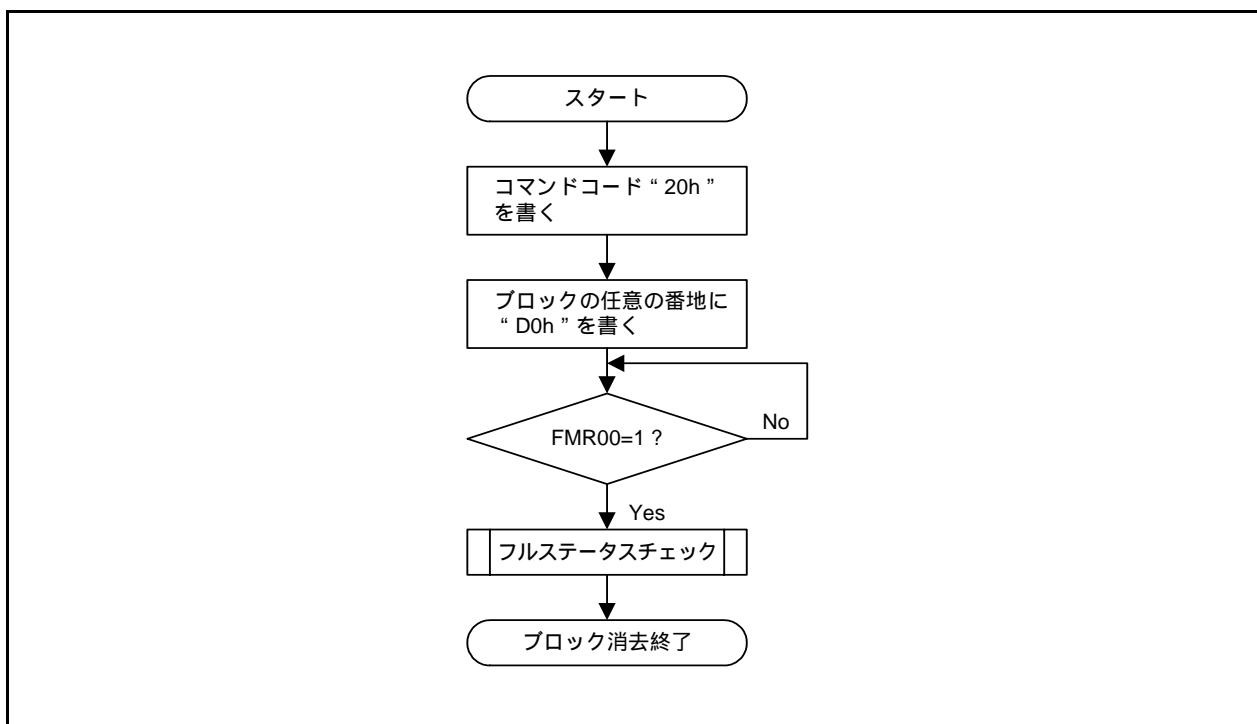 スタート
コマンドコード“20h”
を書く
ブロックの任意の番地に
“D0h”を書く
FMR00=1 ?
No
Yes
フルステータスチェック
ブロック消去終了